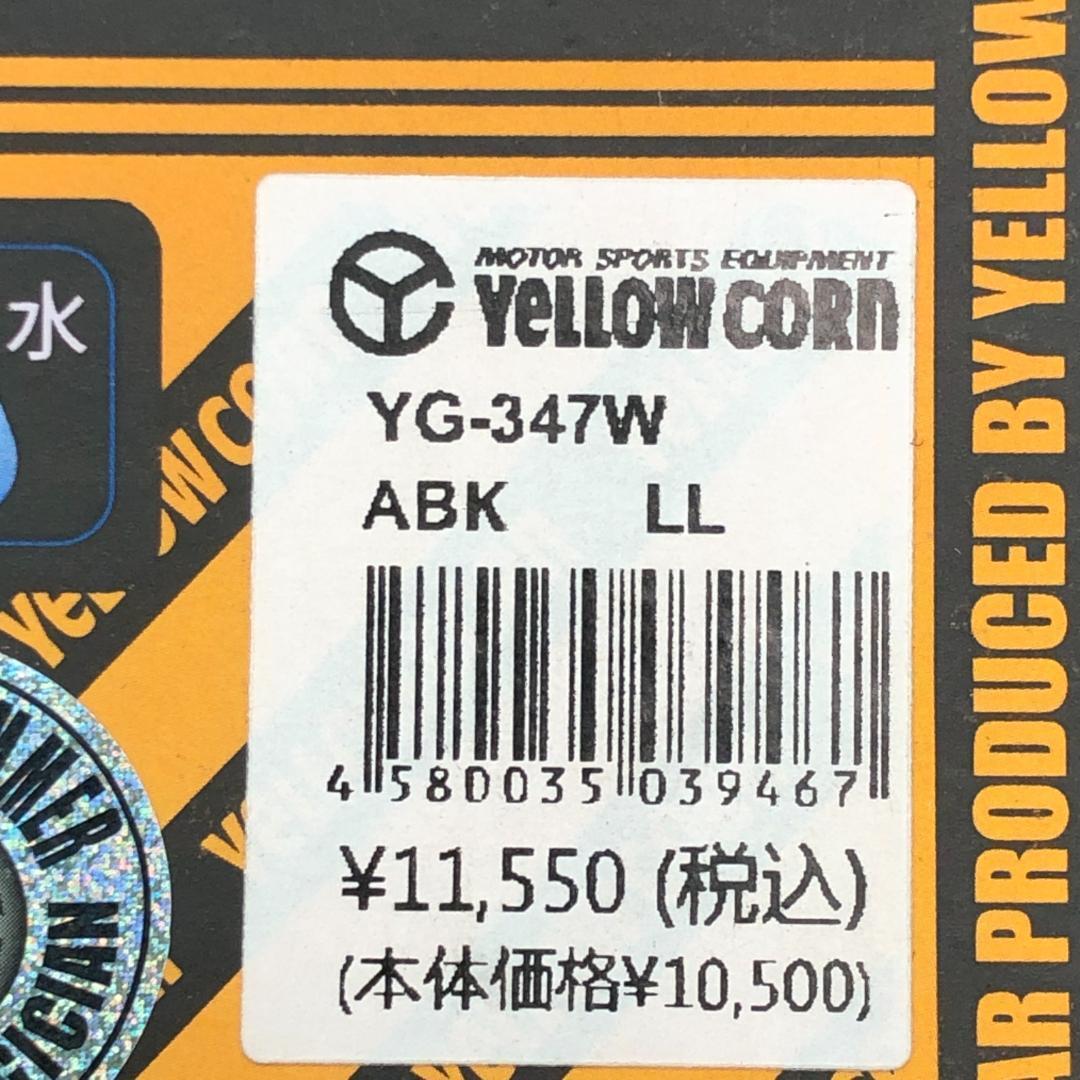 MOTOR SPORTS EQUIPMENT
YELLOW CORN
YG-347W
ABK LL
4 580035 039467
¥11,550 (税込)
(本体価格¥10,500)
水
AR PRODUCED BY YELLOW